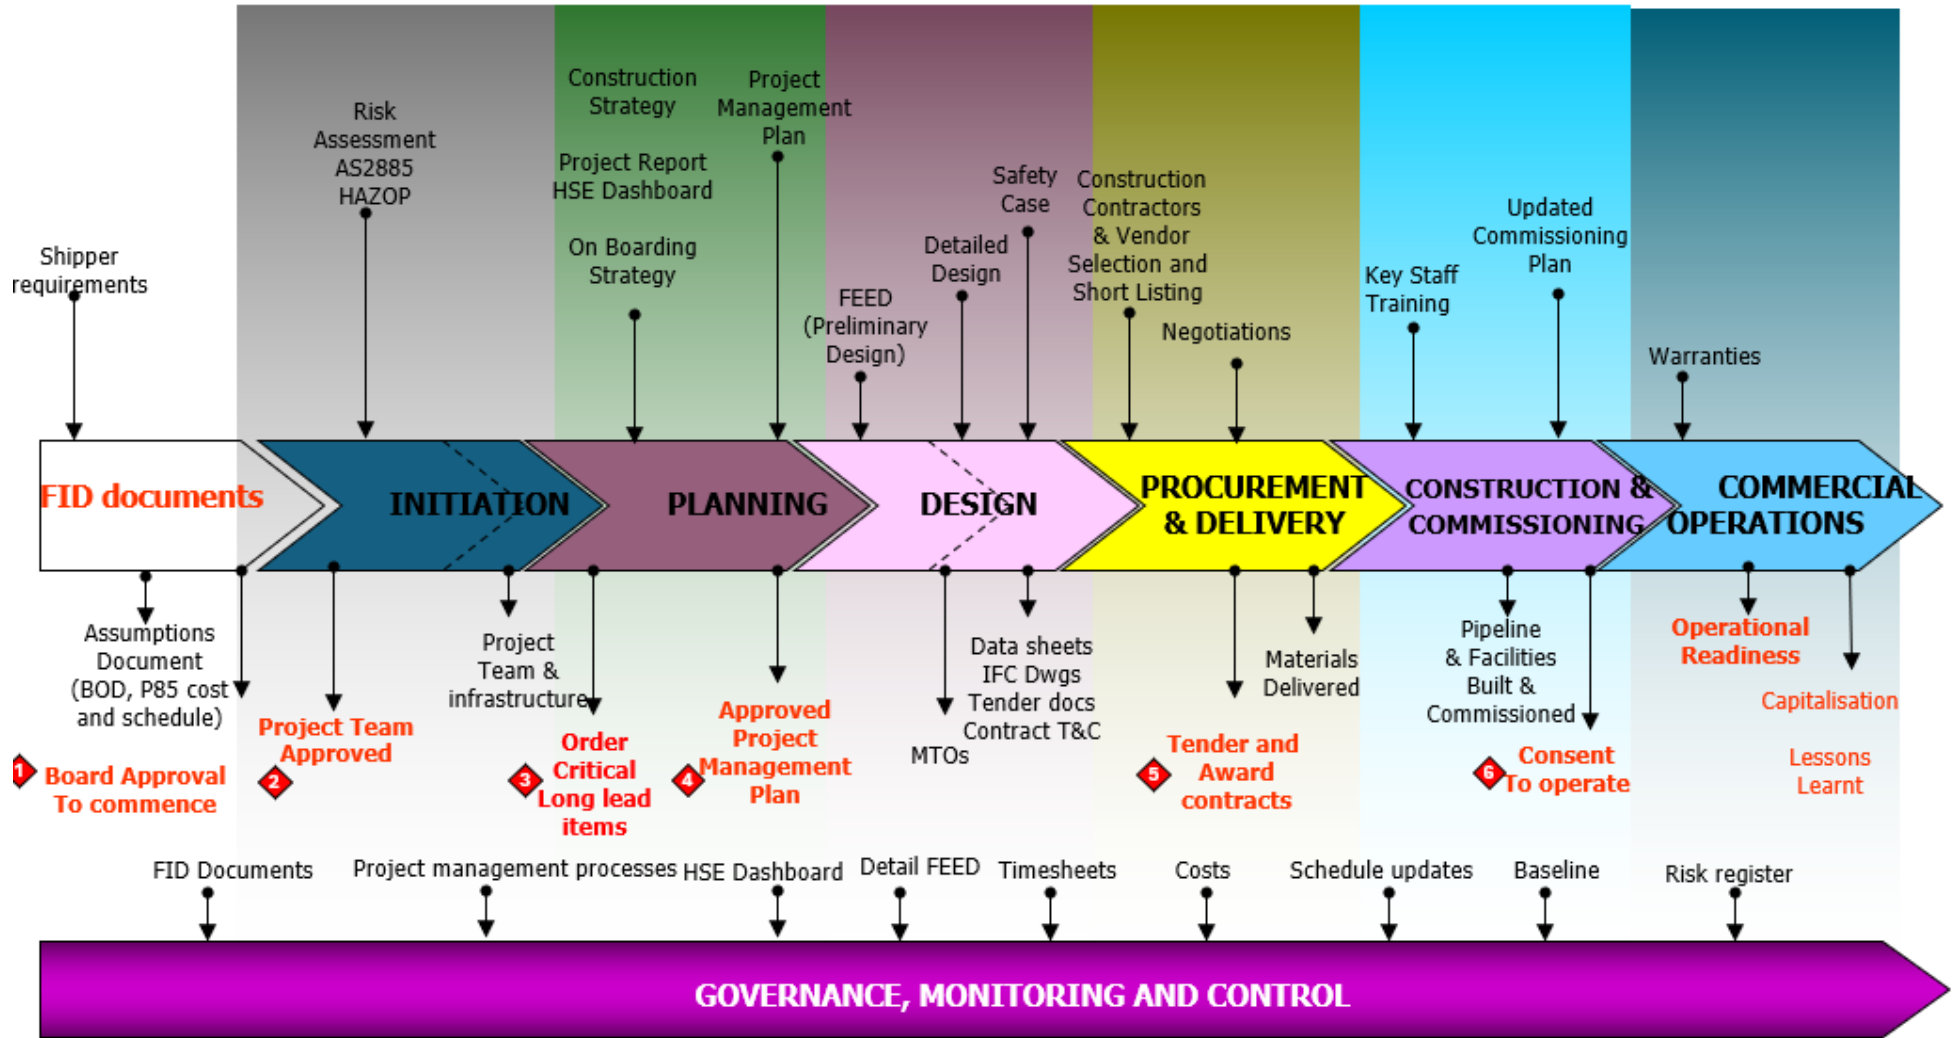 Shipper
requirements
Risk
Assessment
AS2885
HAZOP
Construction
Strategy
Project Report
HSE Dashboard
On Boarding
Strategy
Project
Management
Plan
FEED
(Preliminary
Design)
Detailed
Design
Safety
Case
Construction
Contractors
& Vendor
Selection and
Short Listing
Negotiations
Key Staff
Training
Updated
Commissioning
Plan
Warranties
FID documents
INITIATION
PLANNING
DESIGN
PROCUREMENT
& DELIVERY
CONSTRUCTION &
COMMISSIONING
COMMERCIAL
OPERATIONS
Assumptions
Document
(BOD, P85 cost
and schedule)
1
Board Approval
To commence
Project Team
Approved
2
Project
Team &
infrastructure
3
Order
Critical
Long lead
items
4
Approved
Project
Management
Plan
MTOs
Data sheets
IFC Dwgs
Tender docs
Contract T&C
5
Tender and
Award
contracts
Materials
Delivered
Pipeline
& Facilities
Built &
Commissioned
6
Consent
To operate
Operational
Readiness
Capitalisation
Lessons
Learnt
FID Documents
Project management processes
HSE Dashboard
Detail FEED
Timesheets
Costs
Schedule updates
Baseline
Risk register
GOVERNANCE, MONITORING AND CONTROL